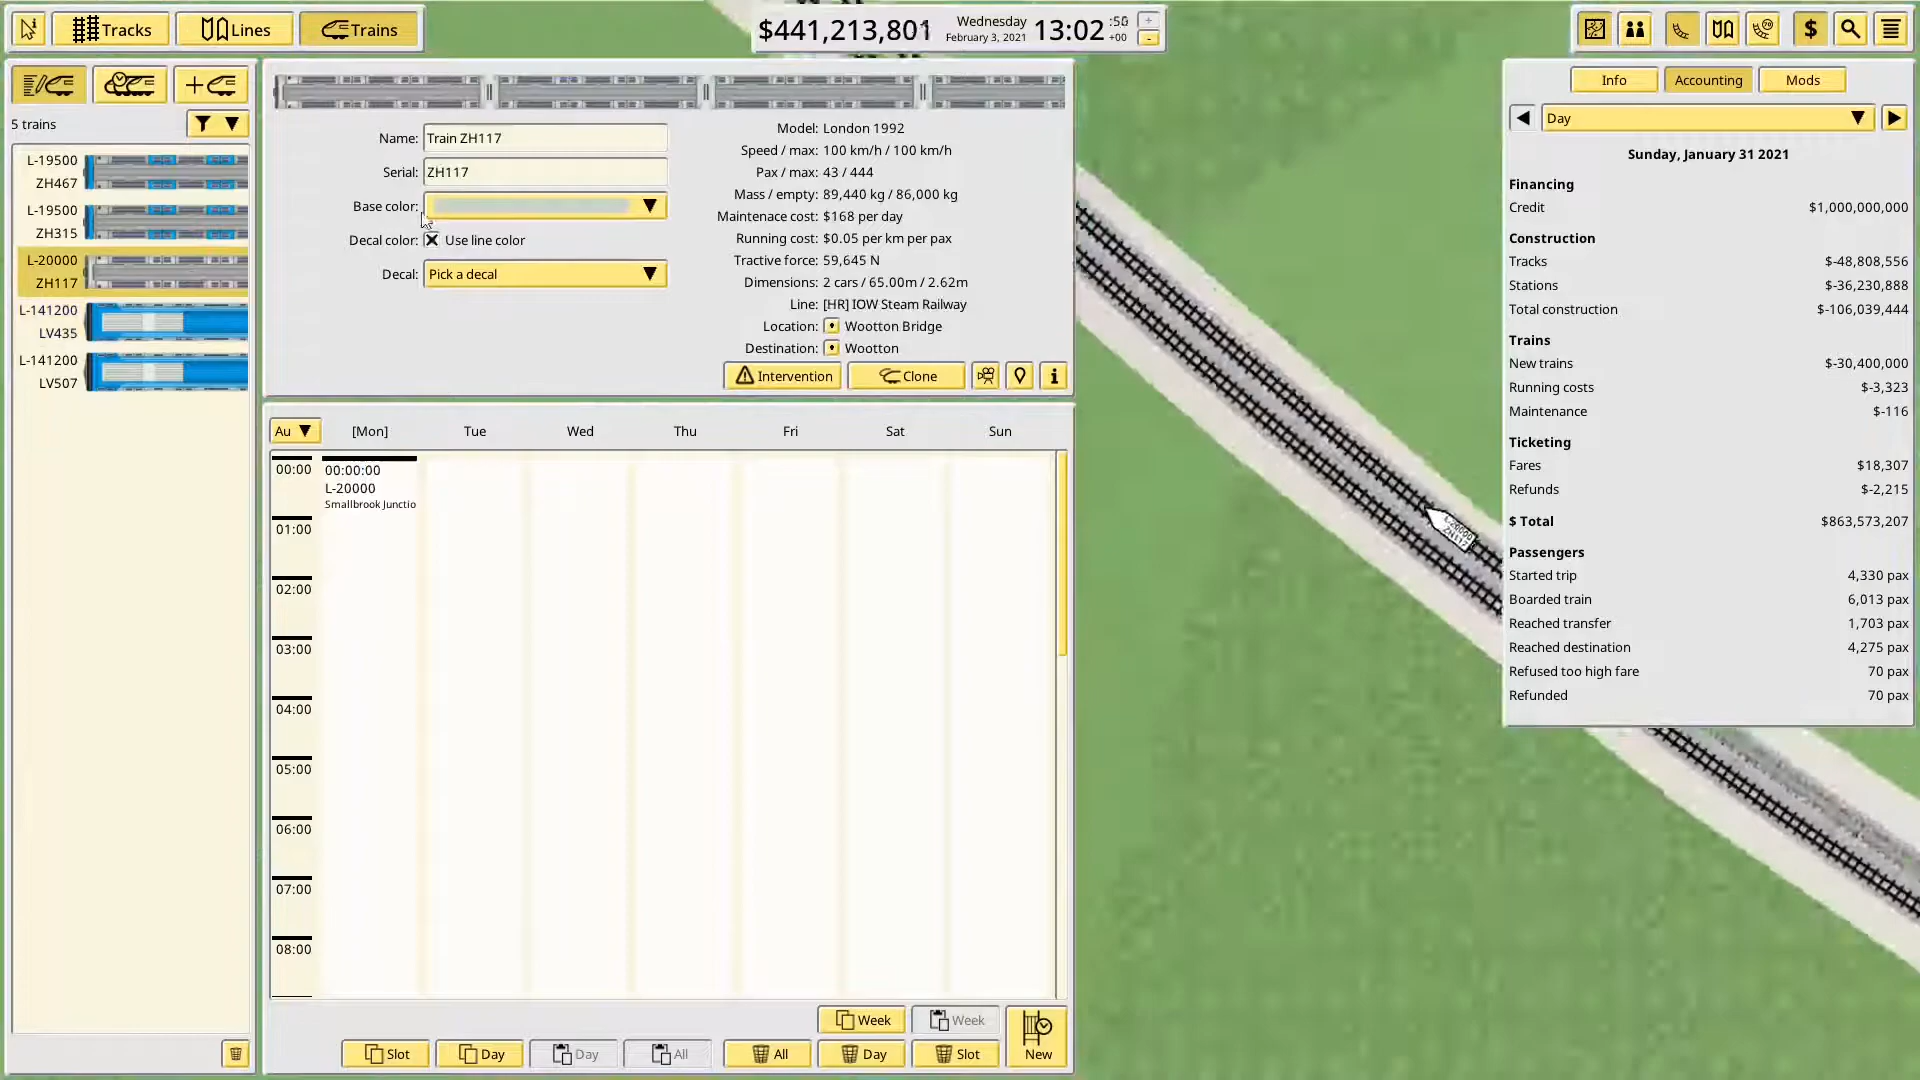 Tracks
Lines
Trains
$441,213,801
Wednesday
February 3, 2021
13:02
:50
+00
5 trains
L-19500
ZH467
L-19500
ZH315
L-20000
ZH117
L-141200
LV435
L-141200
LV507
Name: Train ZH117
Serial: ZH117
Base color:
Decal color: Use line color
Decal: Pick a decal
Model: London 1992
Speed / max: 100 km/h / 100 km/h
Pax / max: 43 / 444
Mass / empty: 89,440 kg / 86,000 kg
Maintenace cost: $168 per day
Running cost: $0.05 per km per pax
Tractive force: 59,645 N
Dimensions: 2 cars / 65.00m / 2.62m
Line: [HR] IOW Steam Railway
Location: Wootton Bridge
Destination: Wootton
Intervention
Clone
Au [Mon] Tue Wed Thu Fri Sat Sun
00:00
00:00:00
L-20000
Smallbrook Junctio
01:00
02:00
03:00
04:00
05:00
06:00
07:00
08:00
Week
Week
Slot
Day
Day
All
All
Day
Slot
New
L-20000
ZH117
Info
Accounting
Mods
Day
Sunday, January 31 2021
Financing
Credit $1,000,000,000
Construction
Tracks $-48,808,556
Stations $-36,230,888
Total construction $-106,039,444
Trains
New trains $-30,400,000
Running costs $-3,323
Maintenance $-116
Ticketing
Fares $18,307
Refunds $-2,215
$ Total $863,573,207
Passengers
Started trip 4,330 pax
Boarded train 6,013 pax
Reached transfer 1,703 pax
Reached destination 4,275 pax
Refused too high fare 70 pax
Refunded 70 pax